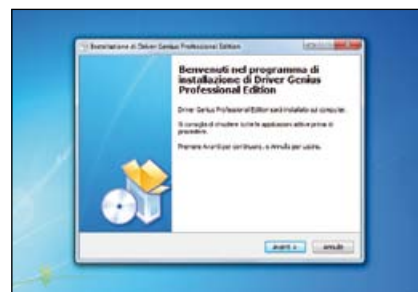 Installazione di Driver Genius Professional Edition
Benvenuti nel programma di
installazione di Driver Genius
Professional Edition
Driver Genius Professional Edition sarà installato sul computer.
Si consiglia di chiudere tutte le applicazioni attive prima di
procedere.
Premere Avanti per continuare, o Annulla per uscire.
Avanti >
Annulla